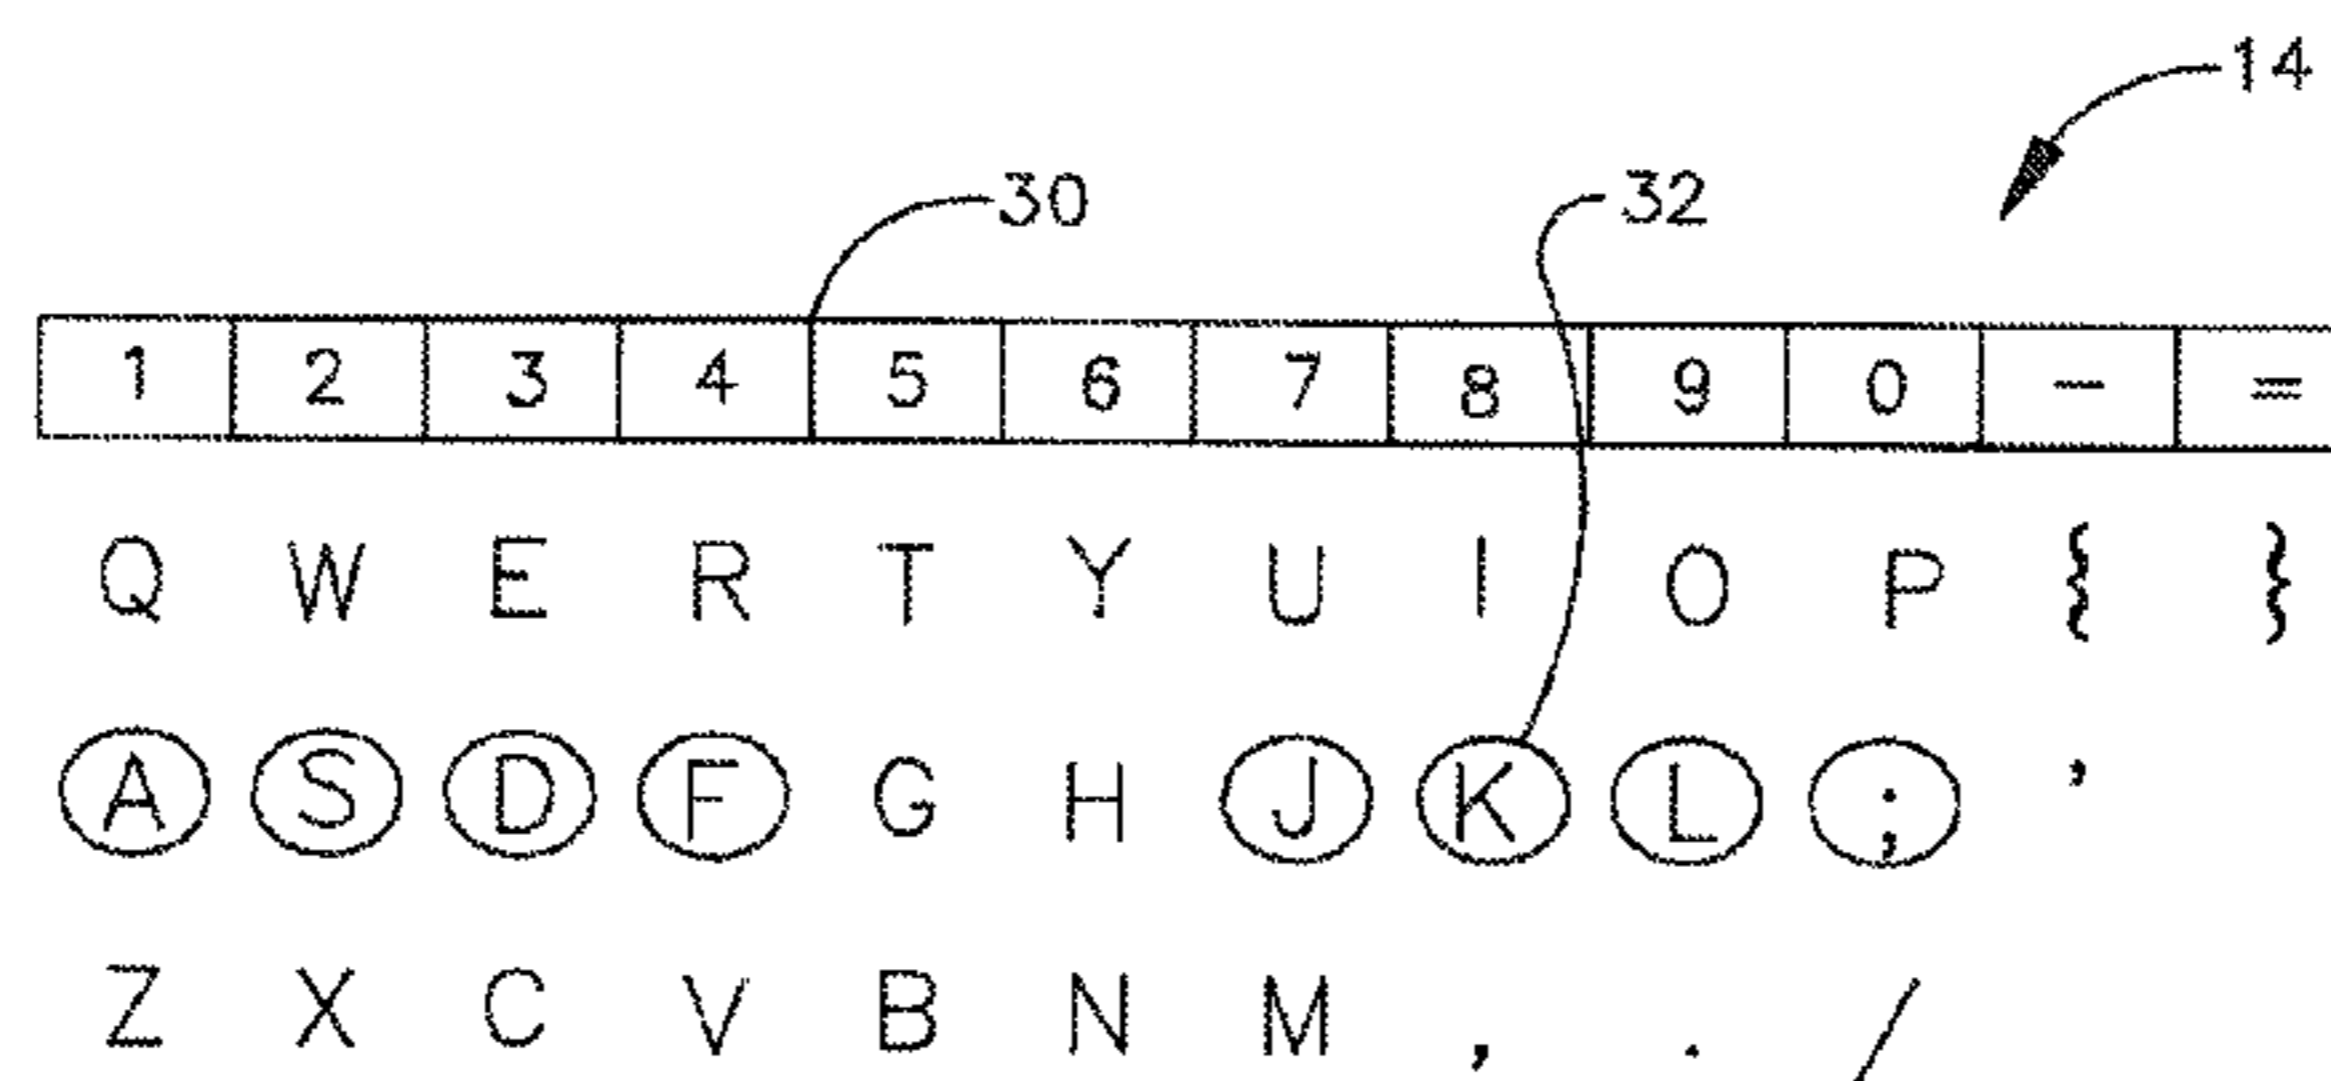 14
30 32
1 2 3 4 5 6 7 8 9 0 - =
Q W E R T Y U I O P { }
A S D F G H J K L ; '
Z X C V B N M , . /